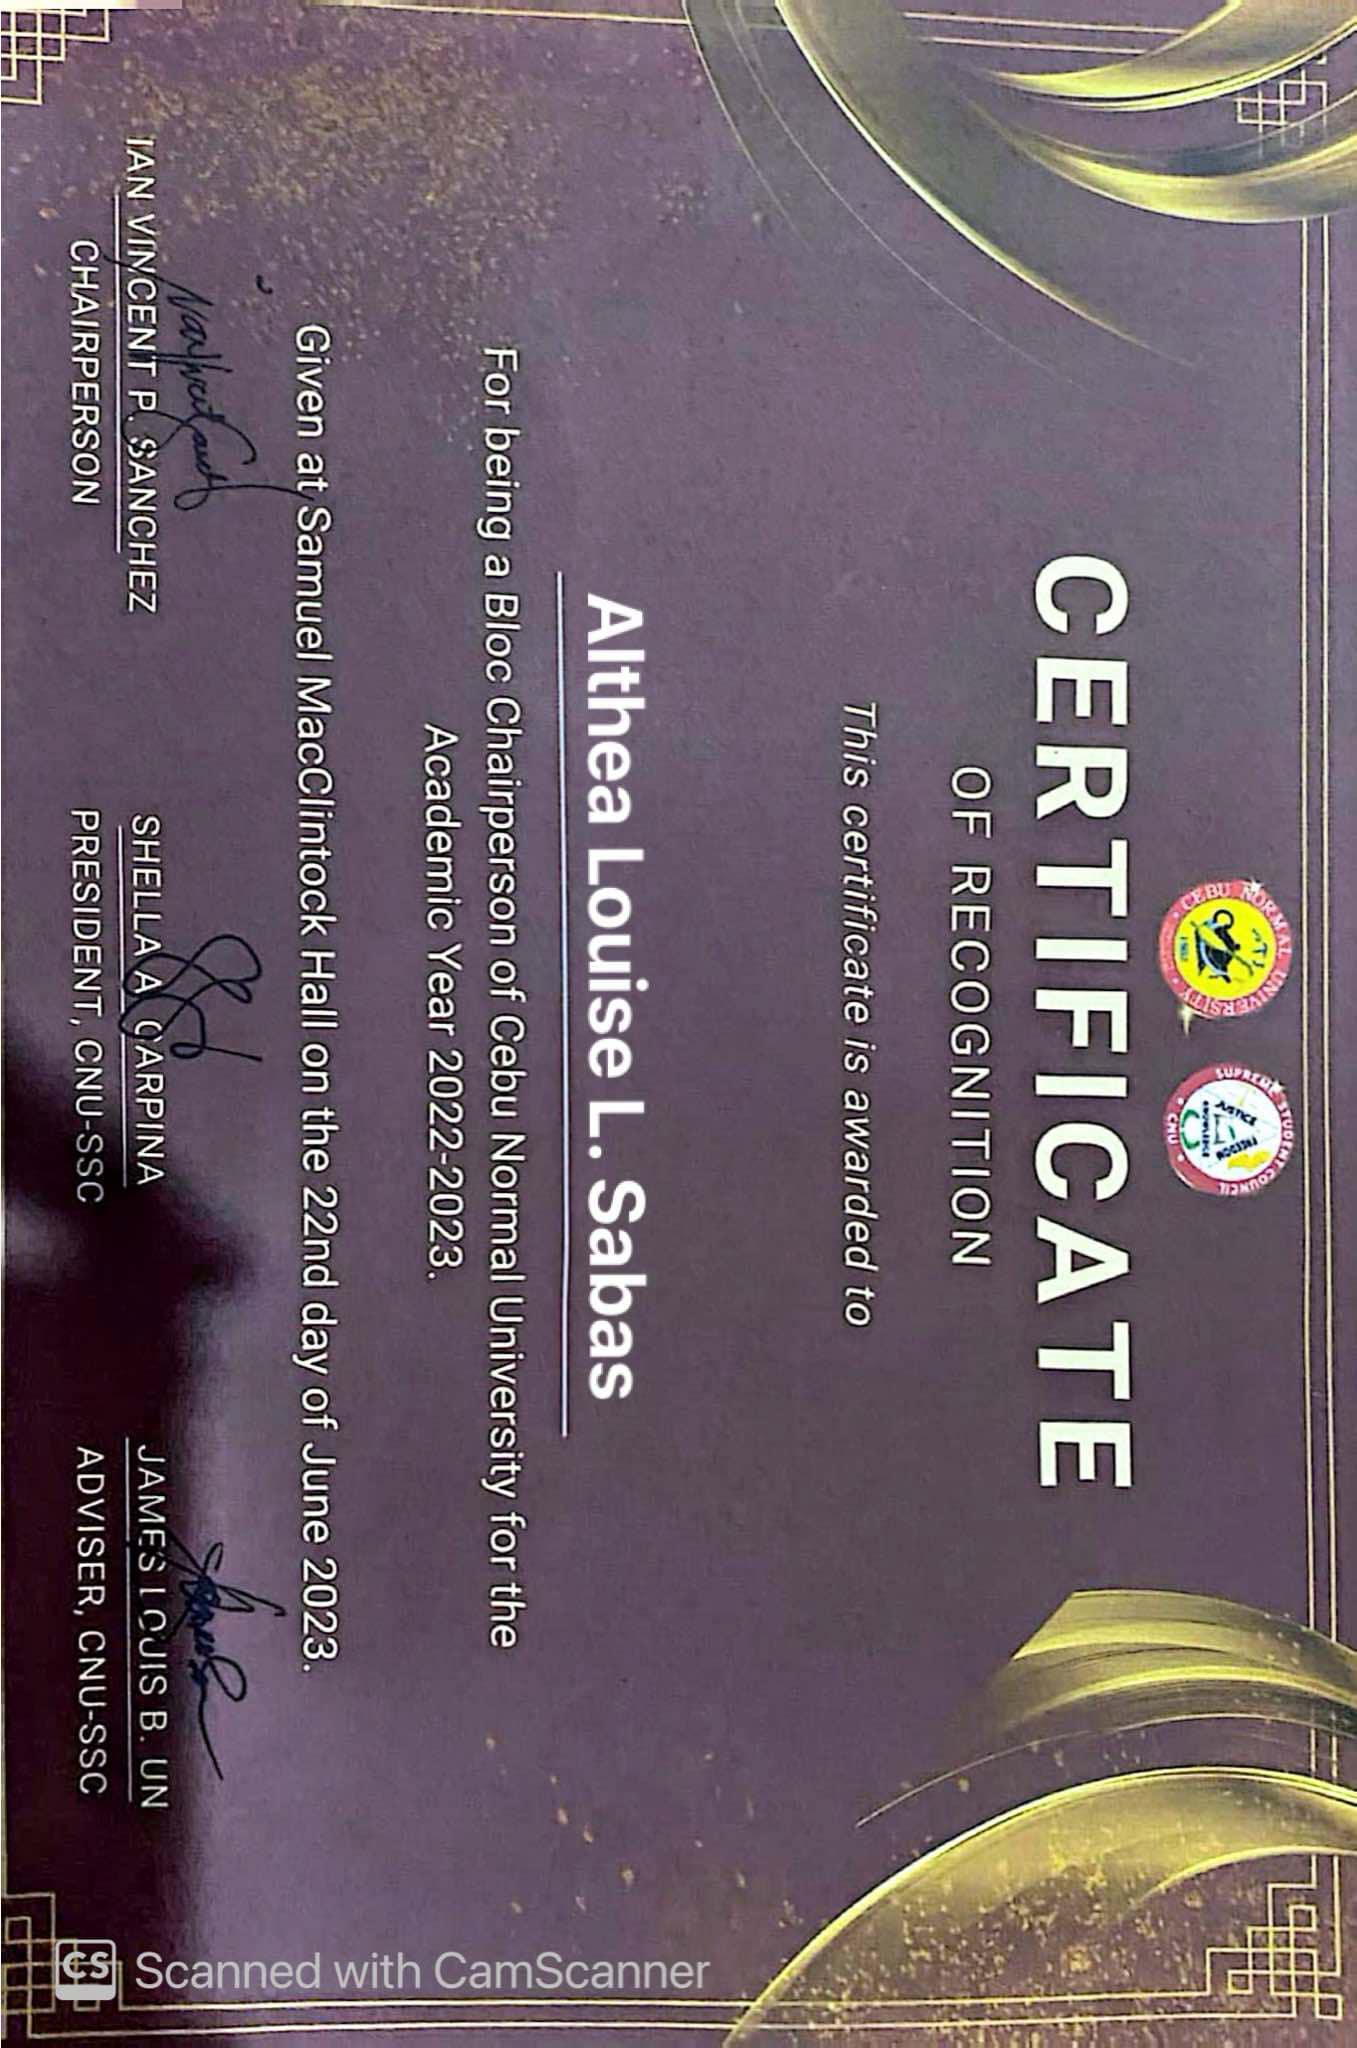 CEBU NORMAL UNIVERSITY
SUPREME STUDENT COUNCIL
JUSTICE
FREEDOM
KNOWLEDGE
CNU
CERTIFICATE
OF RECOGNITION
This certificate is awarded to
Althea Louise L. Sabas
For being a Bloc Chairperson of Cebu Normal University for the
Academic Year 2022-2023.
Given at Samuel MacClintock Hall on the 22nd day of June 2023.
IAN VINCENT P. SANCHEZ
CHAIRPERSON
SHELLA A. CARPINA
PRESIDENT, CNU-SSC
JAMES LOUIS B. UN
ADVISER, CNU-SSC
CS Scanned with CamScanner